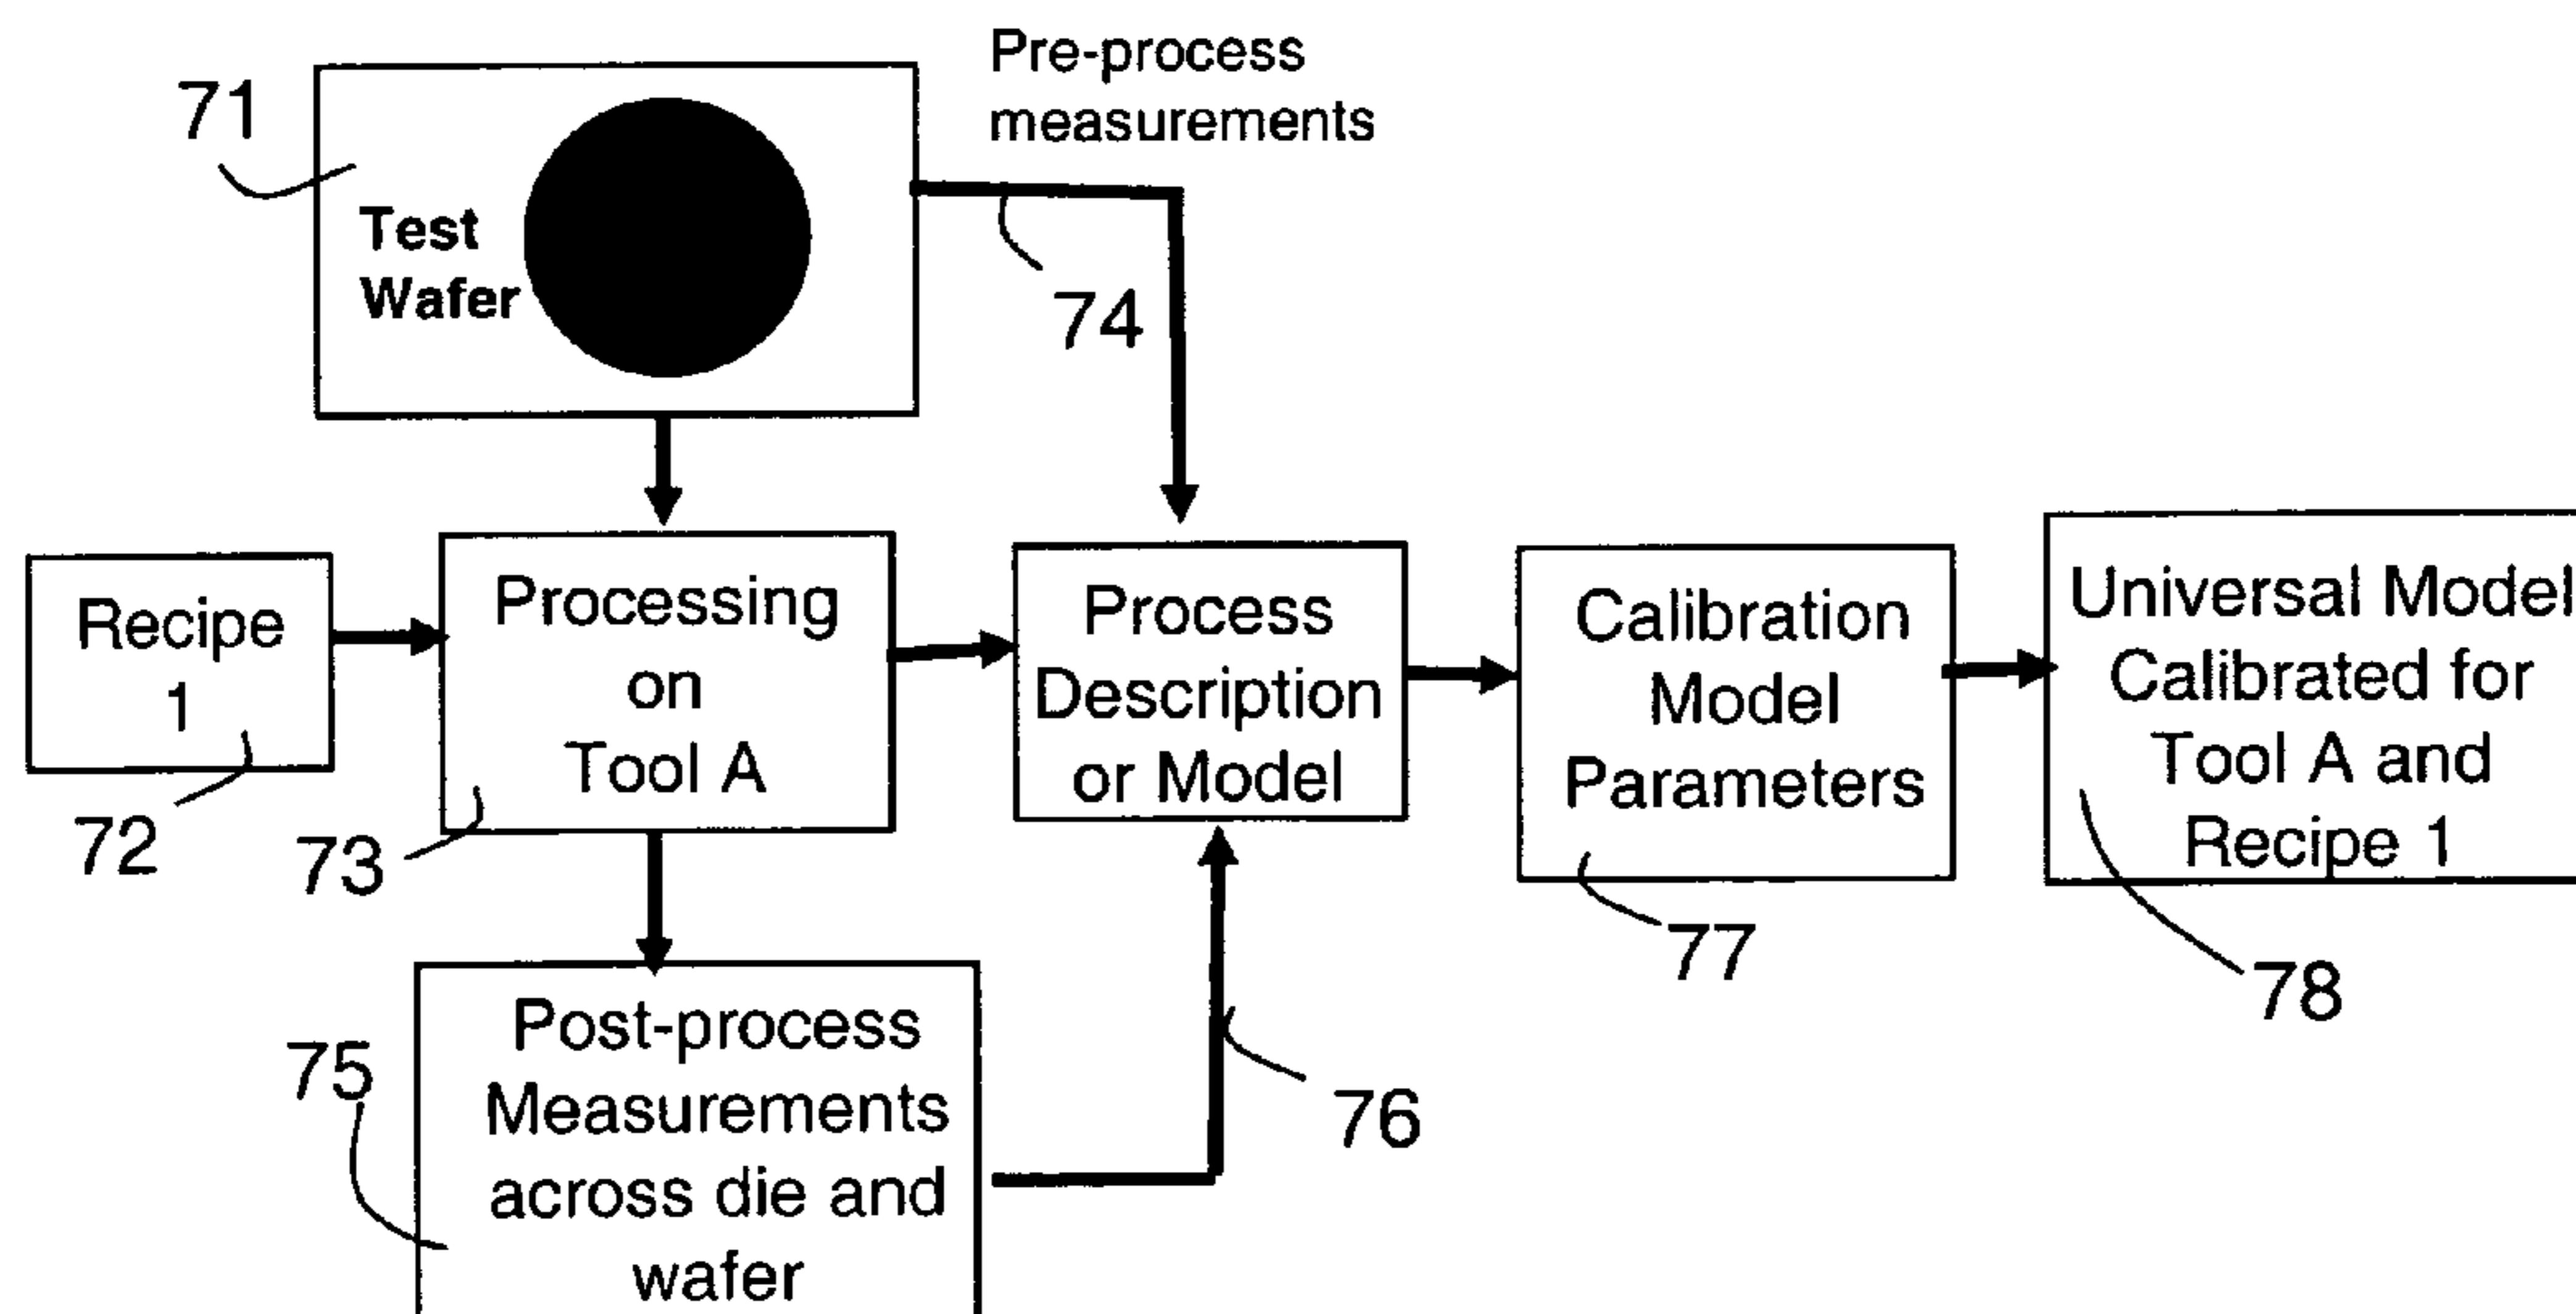 Pre-process
measurements
71
Test
Wafer
74
Recipe
1
72
Processing
on
Tool A
73
Process
Description
or Model
Calibration
Model
Parameters
77
Universal Model
Calibrated for
Tool A and
Recipe 1
78
75
Post-process
Measurements
across die and
wafer
76